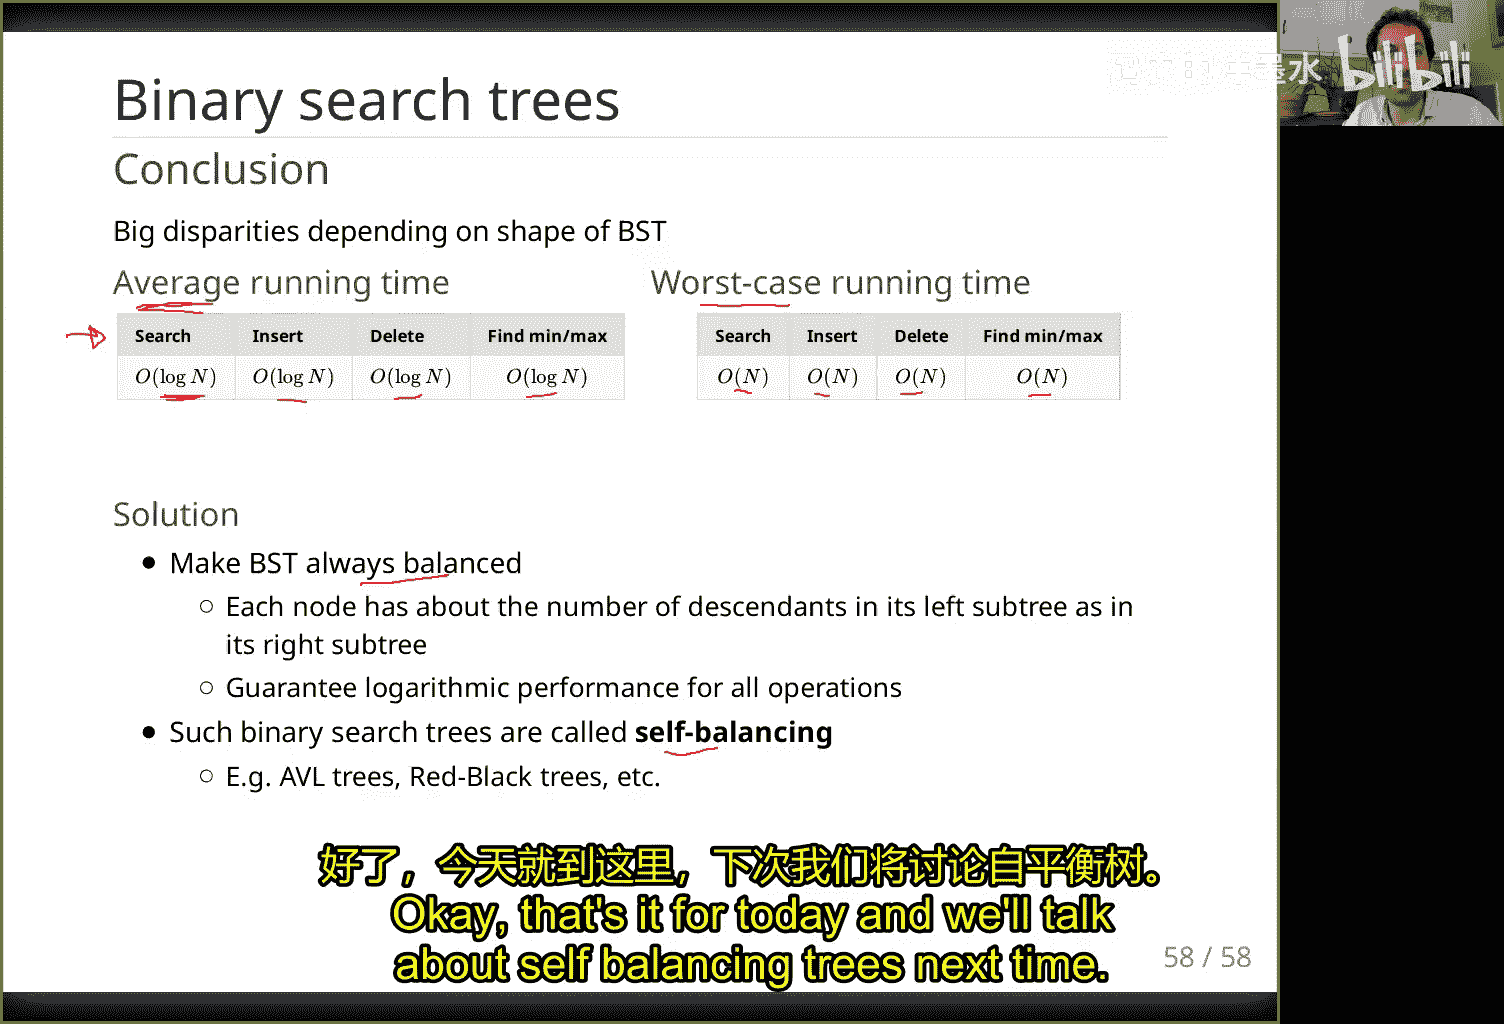 Binary search trees
Conclusion
Big disparities depending on shape of BST
Average running time
Search Insert Delete Find min/max
O(log N) O(log N) O(log N) O(log N)
Worst-case running time
Search Insert Delete Find min/max
O(N) O(N) O(N) O(N)
Solution
● Make BST always balanced
○ Each node has about the number of descendants in its left subtree as in
its right subtree
○ Guarantee logarithmic performance for all operations
● Such binary search trees are called self-balancing
○ E.g. AVL trees, Red-Black trees, etc.
好了，今天就到这里，下次我们将讨论自平衡树。
Okay, that's it for today and we'll talk
about self balancing trees next time.
58 / 58
水 bilibili